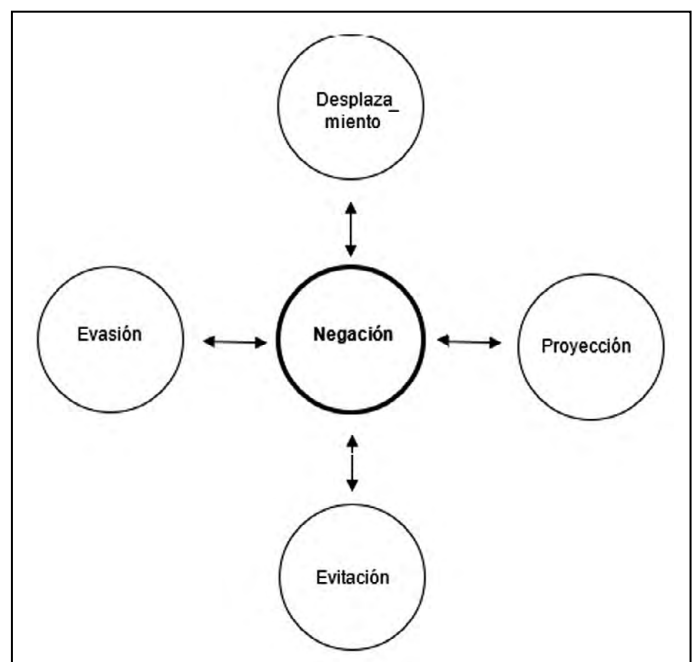 Desplaza_
miento
Evasión
Negación
Proyección
Evitación